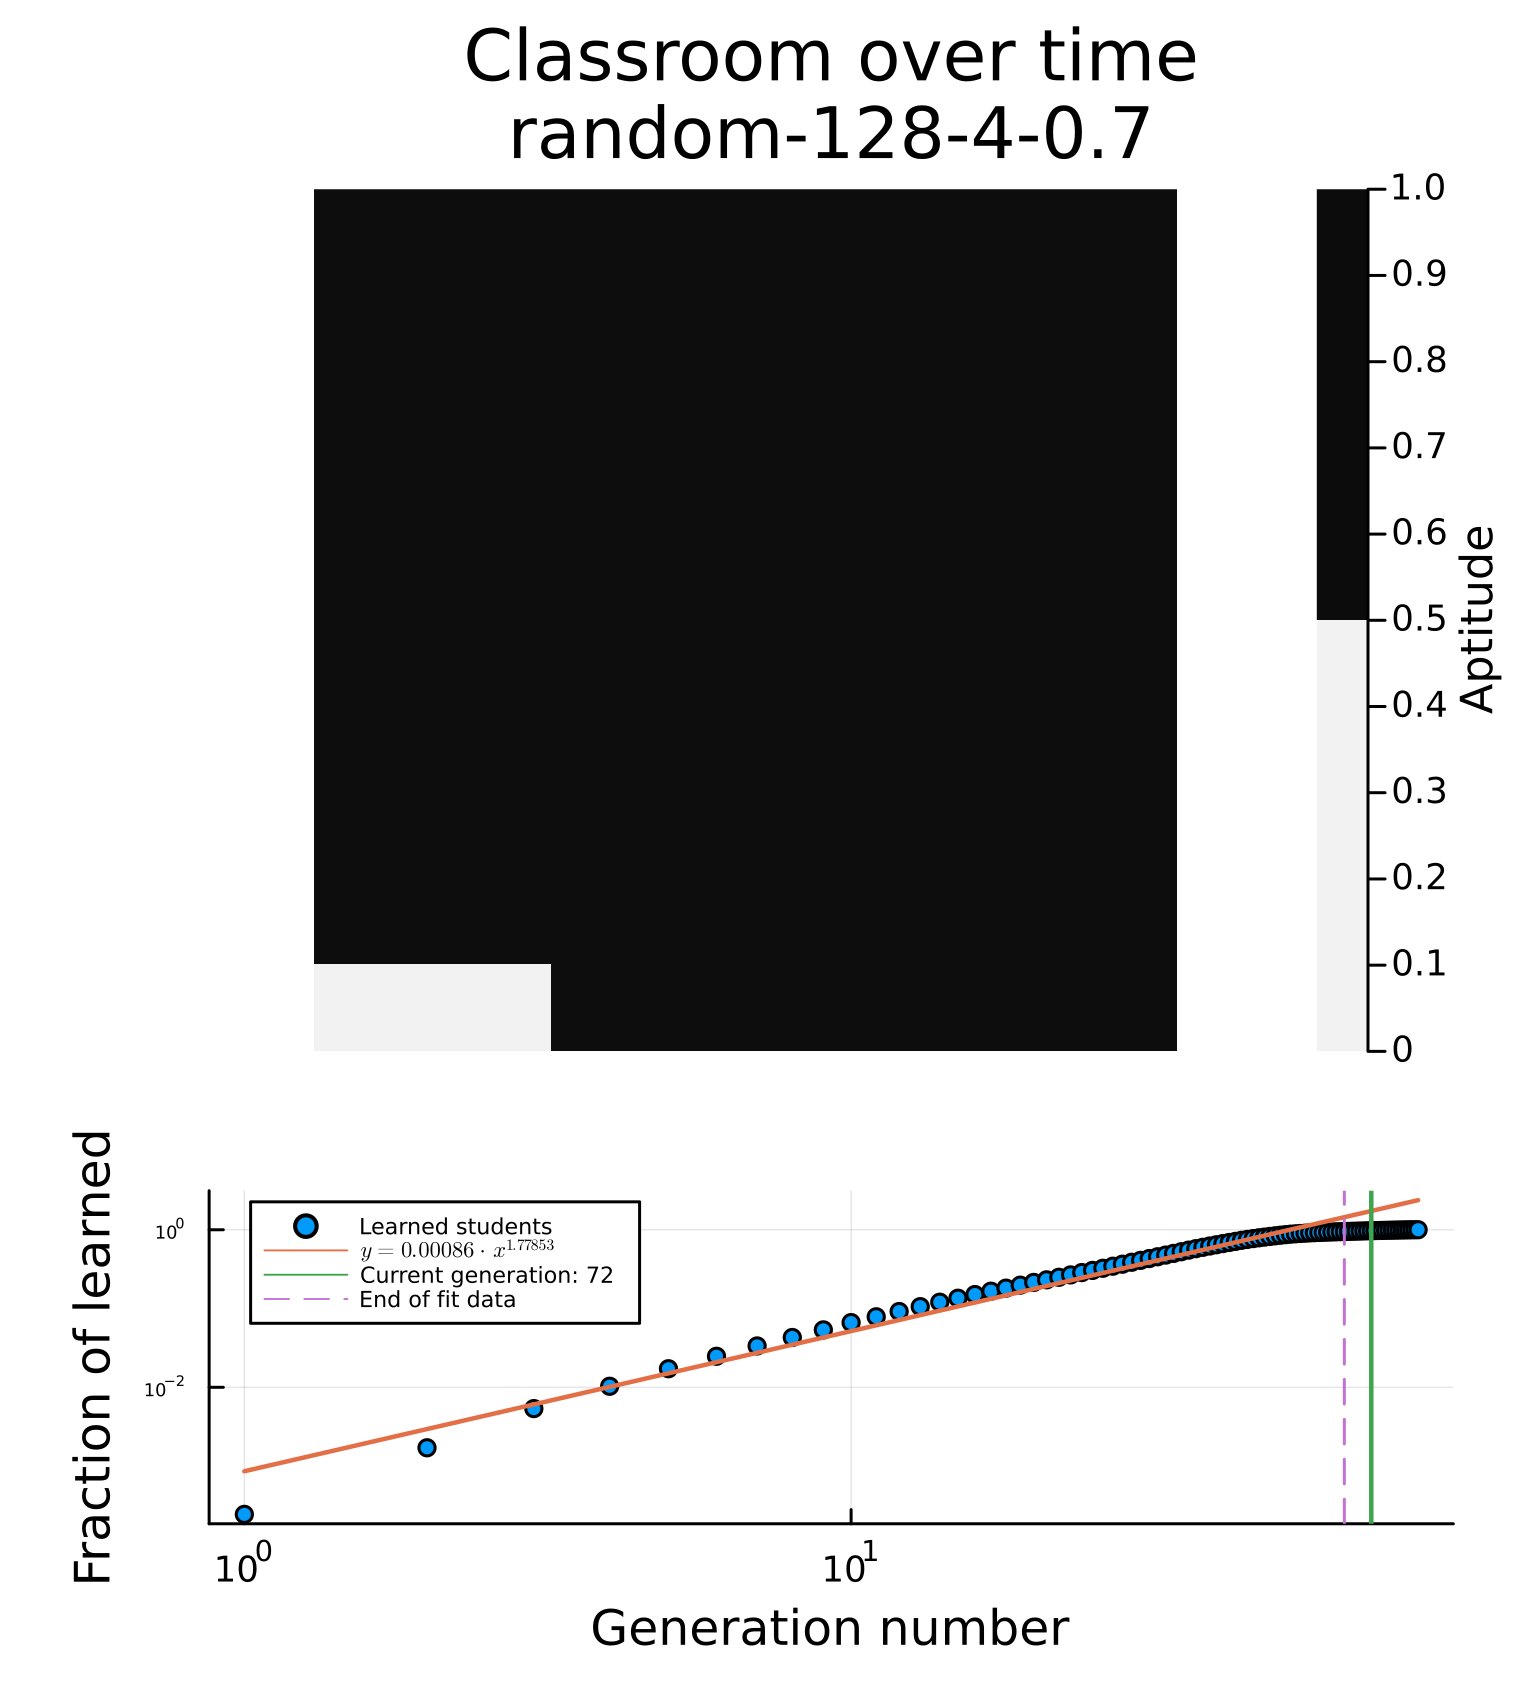 Classroom over time
random-128-4-0.7
1.0
0.9
0.8
0.7
0.6
0.5
0.4
0.3
0.2
0.1
0
Aptitude
Fraction of learned
10^0
10^-2
Learned students
y = 0.00086 · x^1.77853
Current generation: 72
End of fit data
10^0
10^1
Generation number